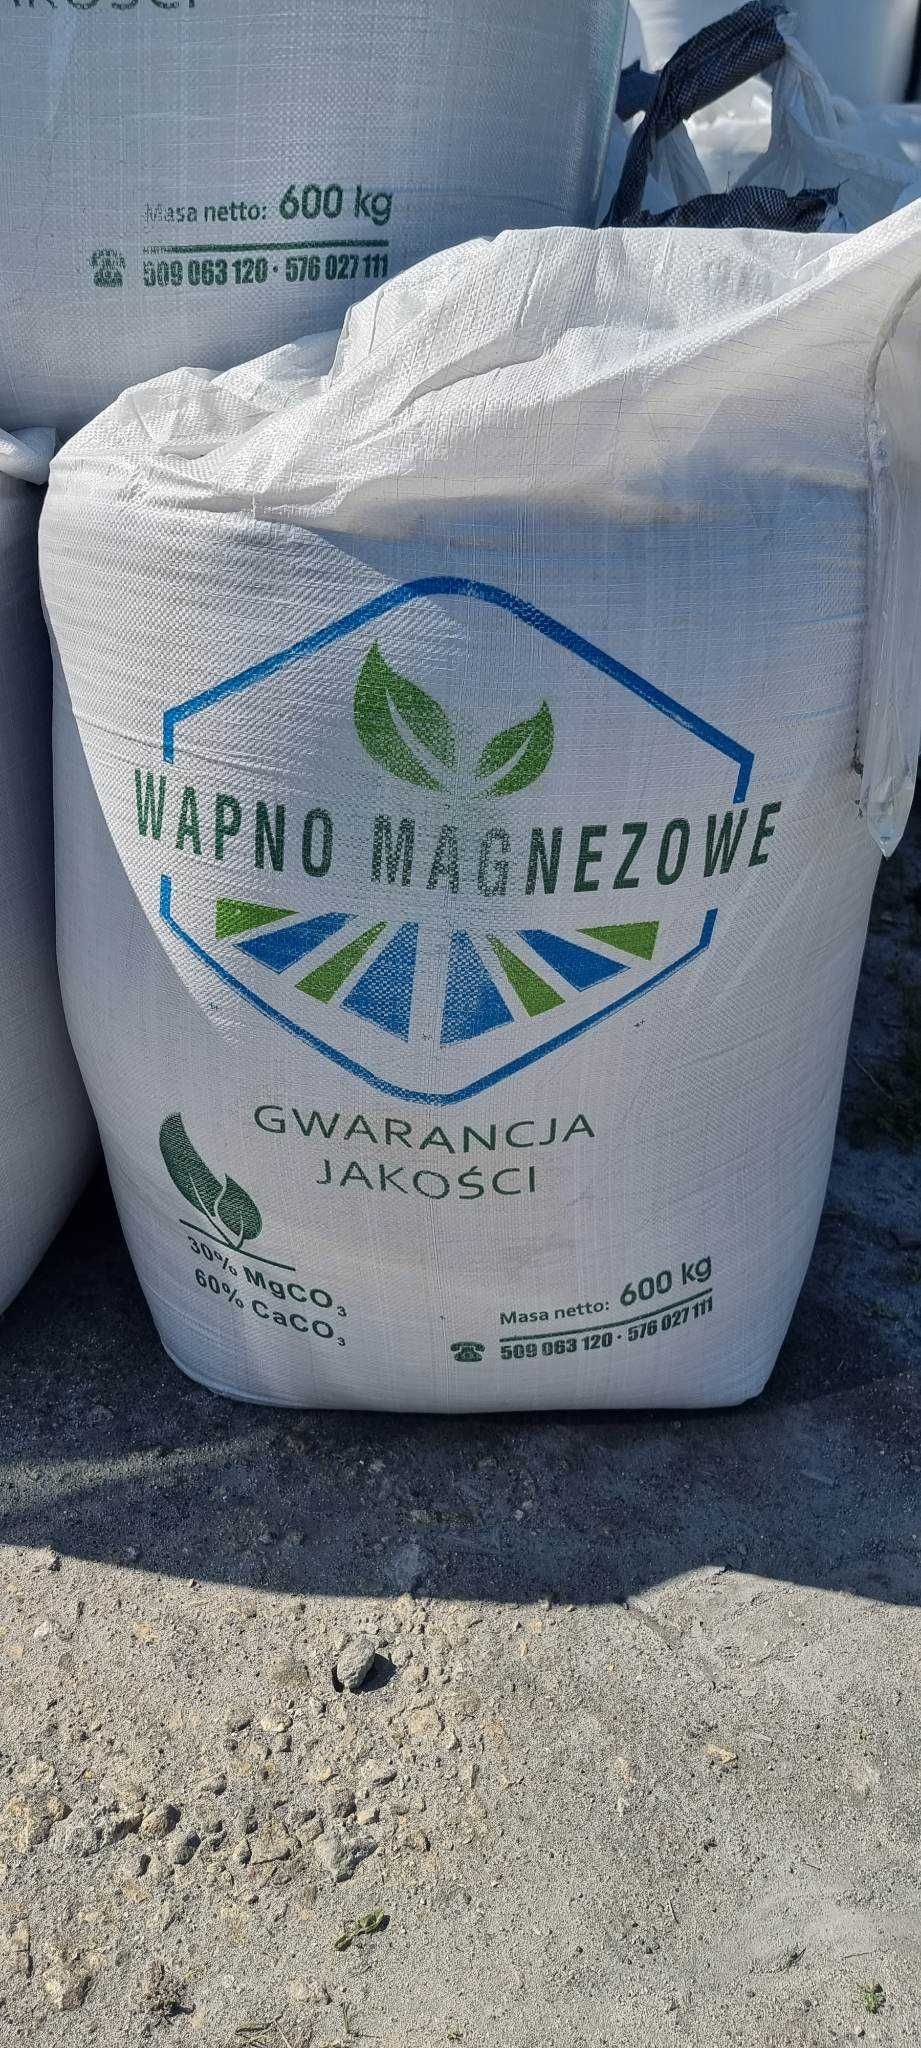 Masa netto: 600 kg
509 063 120 · 576 027 111
WAPNO MAGNEZOWE
GWARANCJA
JAKOŚCI
30% MgCO3
60% CaCO3
Masa netto: 600 kg
509 063 120 · 576 027 111